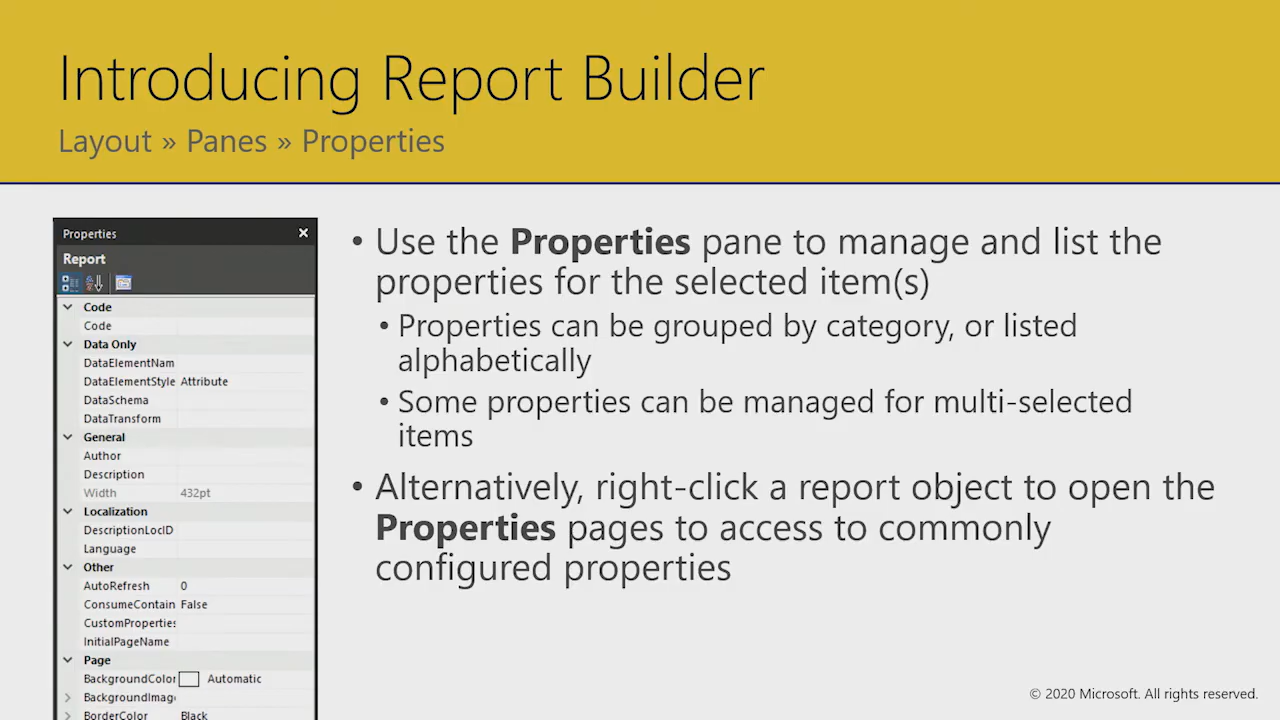 Introducing Report Builder
Layout » Panes » Properties
Properties
Report
Code
Code
Data Only
DataElementNam
DataElementStyle Attribute
DataSchema
DataTransform
General
Author
Description
Width 432pt
Localization
DescriptionLocID
Language
Other
AutoRefresh 0
ConsumeContain False
CustomProperties
InitialPageName
Page
BackgroundColor Automatic
BackgroundImag
BorderColor Black
• Use the Properties pane to manage and list the
properties for the selected item(s)
• Properties can be grouped by category, or listed
alphabetically
• Some properties can be managed for multi-selected
items
• Alternatively, right-click a report object to open the
Properties pages to access to commonly
configured properties
© 2020 Microsoft. All rights reserved.